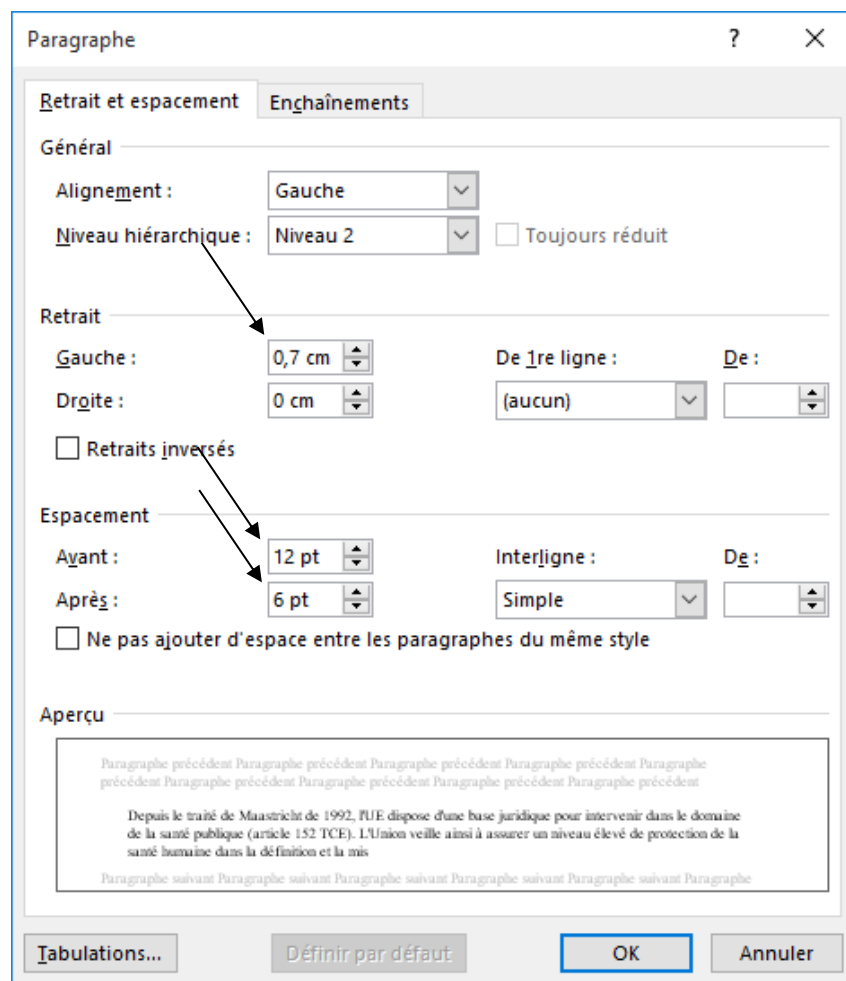 Paragraphe ?
Retrait et espacement Enchaînements
Général
Alignement : Gauche
Niveau hiérarchique : Niveau 2 Toujours réduit
Retrait
Gauche : 0,7 cm De 1re ligne : De :
Droite : 0 cm (aucun)
Retraits inversés
Espacement
Avant : 12 pt Interligne : De :
Après : 6 pt Simple
Ne pas ajouter d'espace entre les paragraphes du même style
Aperçu
Paragraphe précédent Paragraphe précédent Paragraphe précédent Paragraphe précédent Paragraphe
précédent Paragraphe précédent Paragraphe précédent Paragraphe précédent Paragraphe précédent
Depuis le traité de Maastricht de 1992, l'UE dispose d'une base juridique pour intervenir dans le domaine
de la santé publique (article 152 TCE). L'Union veille ainsi à assurer un niveau élevé de protection de la
santé humaine dans la définition et la mis
Paragraphe suivant Paragraphe suivant Paragraphe suivant Paragraphe suivant Paragraphe suivant Paragraphe
Tabulations... Définir par défaut OK Annuler